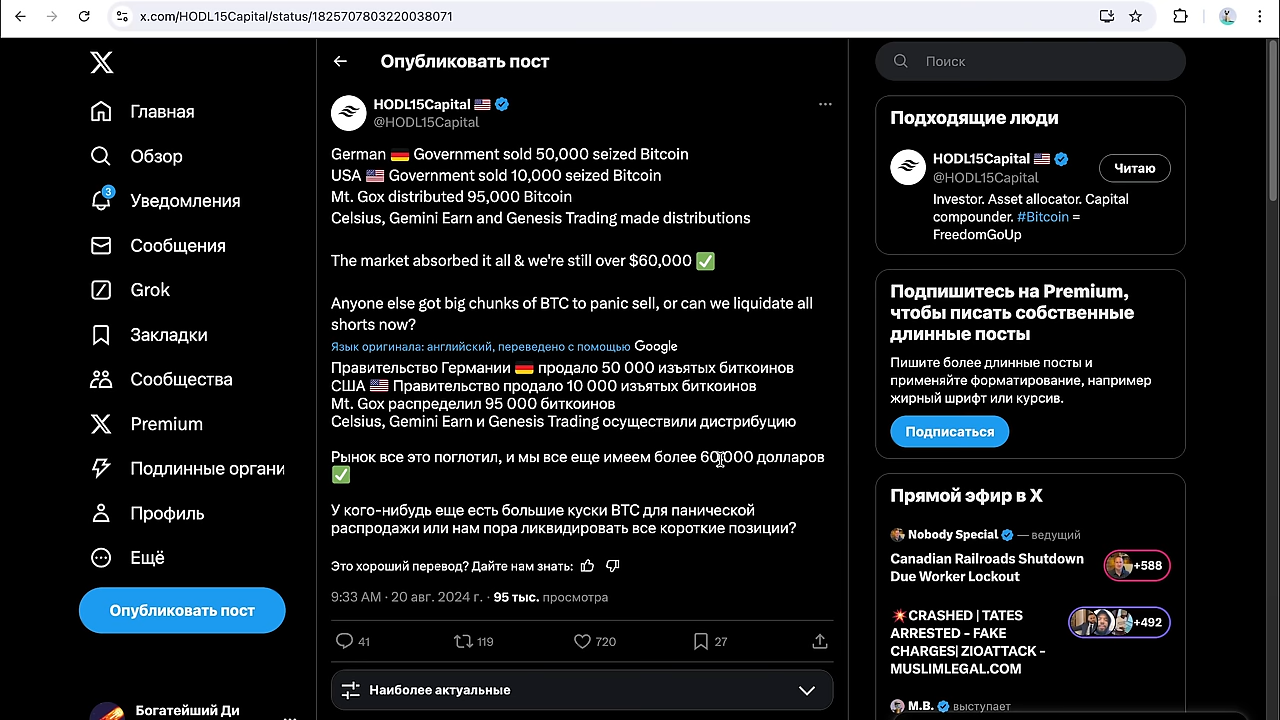 x.com/HODL15Capital/status/1825707803220038071
Главная
Обзор
3
Уведомления
Сообщения
Grok
Закладки
Сообщества
Premium
Подлинные органи
Профиль
Ещё
Опубликовать пост
Богатейший Ди
Опубликовать пост
HODL15Capital 🇺🇸
@HODL15Capital
German 🇩🇪 Government sold 50,000 seized Bitcoin
USA 🇺🇸 Government sold 10,000 seized Bitcoin
Mt. Gox distributed 95,000 Bitcoin
Celsius, Gemini Earn and Genesis Trading made distributions
The market absorbed it all & we're still over $60,000 ✅
Anyone else got big chunks of BTC to panic sell, or can we liquidate all
shorts now?
Язык оригинала: английский, переведено с помощью Google
Правительство Германии 🇩🇪 продало 50 000 изъятых биткоинов
США 🇺🇸 Правительство продало 10 000 изъятых биткоинов
Mt. Gox распределил 95 000 биткоинов
Celsius, Gemini Earn и Genesis Trading осуществили дистрибуцию
Рынок все это поглотил, и мы все еще имеем более 60 000 долларов
✅
У кого-нибудь еще есть большие куски BTC для панической
распродажи или нам пора ликвидировать все короткие позиции?
Это хороший перевод? Дайте нам знать:
9:33 AM · 20 авг. 2024 г. · 95 тыс. просмотра
41 119 720 27
Наиболее актуальные
Поиск
Подходящие люди
HODL15Capital 🇺🇸
@HODL15Capital
Читаю
Investor. Asset allocator. Capital
compounder. #Bitcoin =
FreedomGoUp
Подпишитесь на Premium,
чтобы писать собственные
длинные посты
Пишите более длинные посты и
применяйте форматирование, например
жирный шрифт или курсив.
Подписаться
Прямой эфир в X
Nobody Special — ведущий
Canadian Railroads Shutdown
Due Worker Lockout
+588
💥CRASHED | TATES
ARRESTED - FAKE
CHARGES| ZIOATTACK -
MUSLIMLEGAL.COM
+492
M.B. выступает